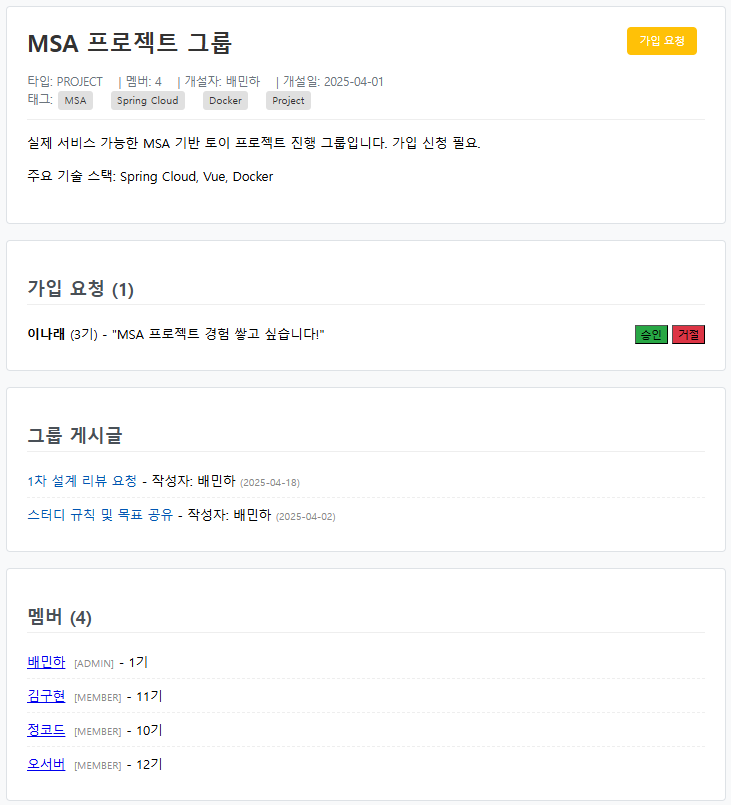 MSA 프로젝트 그룹
가입 요청
타입: PROJECT | 멤버: 4 | 개설자: 배민하 | 개설일: 2025-04-01
태그: MSA Spring Cloud Docker Project
실제 서비스 가능한 MSA 기반 토이 프로젝트 진행 그룹입니다. 가입 신청 필요.
주요 기술 스택: Spring Cloud, Vue, Docker
가입 요청 (1)
이나래 (3기) - "MSA 프로젝트 경험 쌓고 싶습니다!" 승인 거절
그룹 게시글
1차 설계 리뷰 요청 - 작성자: 배민하 (2025-04-18)
스터디 규칙 및 목표 공유 - 작성자: 배민하 (2025-04-02)
멤버 (4)
배민하 [ADMIN] - 1기
김구현 [MEMBER] - 11기
정코드 [MEMBER] - 10기
오서버 [MEMBER] - 12기